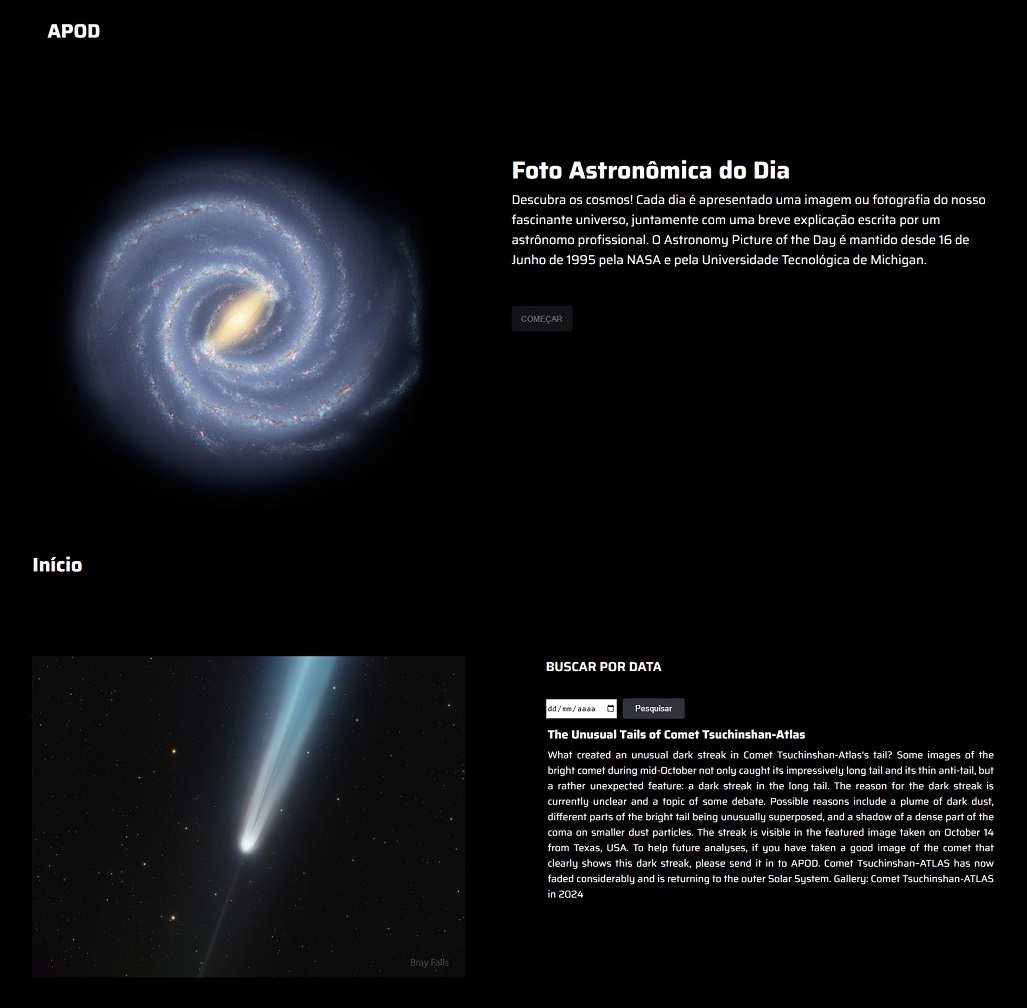 APOD
Foto Astronômica do Dia
Descubra os cosmos! Cada dia é apresentado uma imagem ou fotografia do nosso
fascinante universo, juntamente com uma breve explicação escrita por um
astrônomo profissional. O Astronomy Picture of the Day é mantido desde 16 de
Junho de 1995 pela NASA e pela Universidade Tecnológica de Michigan.
COMEÇAR
Início
BUSCAR POR DATA
dd/mm/aaaa Pesquisar
The Unusual Tails of Comet Tsuchinshan-Atlas
What created an unusual dark streak in Comet Tsuchinshan-Atlas's tail? Some images of the
bright comet during mid-October not only caught its impressively long tail and its thin anti-tail, but
a rather unexpected feature: a dark streak in the long tail. The reason for the dark streak is
currently unclear and a topic of some debate. Possible reasons include a plume of dark dust,
different parts of the bright tail being unusually superposed, and a shadow of a dense part of the
coma on smaller dust particles. The streak is visible in the featured image taken on October 14
from Texas, USA. To help future analyses, if you have taken a good image of the comet that
clearly shows this dark streak, please send it in to APOD. Comet Tsuchinshan–ATLAS has now
faded considerably and is returning to the outer Solar System. Gallery: Comet Tsuchinshan-ATLAS
in 2024
Bray Falls